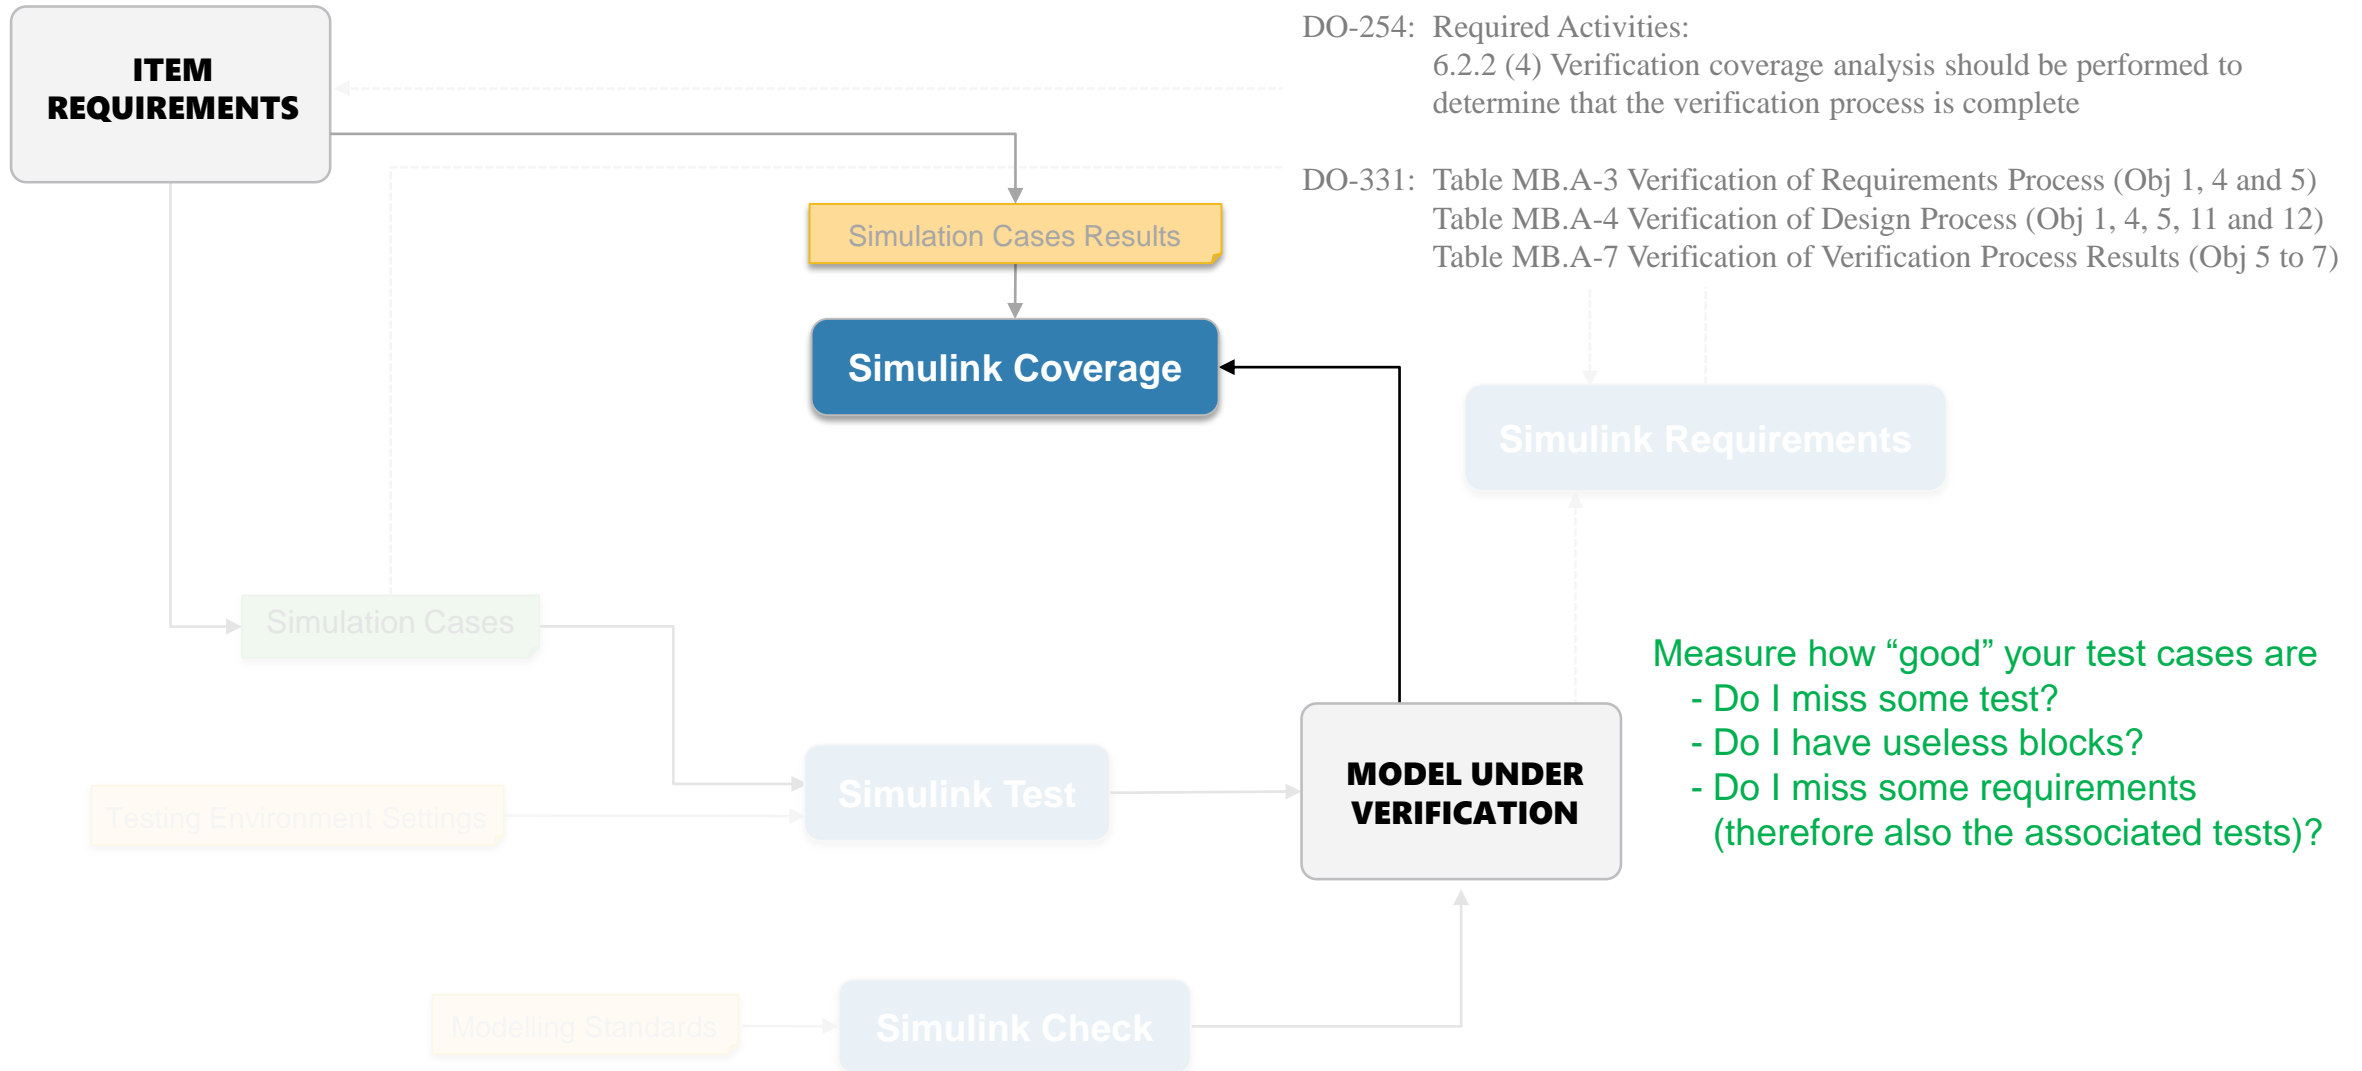 ITEM
REQUIREMENTS
DO-254: Required Activities:
6.2.2 (4) Verification coverage analysis should be performed to
determine that the verification process is complete
DO-331: Table MB.A-3 Verification of Requirements Process (Obj 1, 4 and 5)
Table MB.A-4 Verification of Design Process (Obj 1, 4, 5, 11 and 12)
Table MB.A-7 Verification of Verification Process Results (Obj 5 to 7)
Simulation Cases Results
Simulink Coverage
Simulink Requirements
Simulation Cases
Measure how “good” your test cases are
- Do I miss some test?
- Do I have useless blocks?
- Do I miss some requirements
(therefore also the associated tests)?
Simulink Test
MODEL UNDER
VERIFICATION
Testing Environment Settings
Modelling Standards
Simulink Check